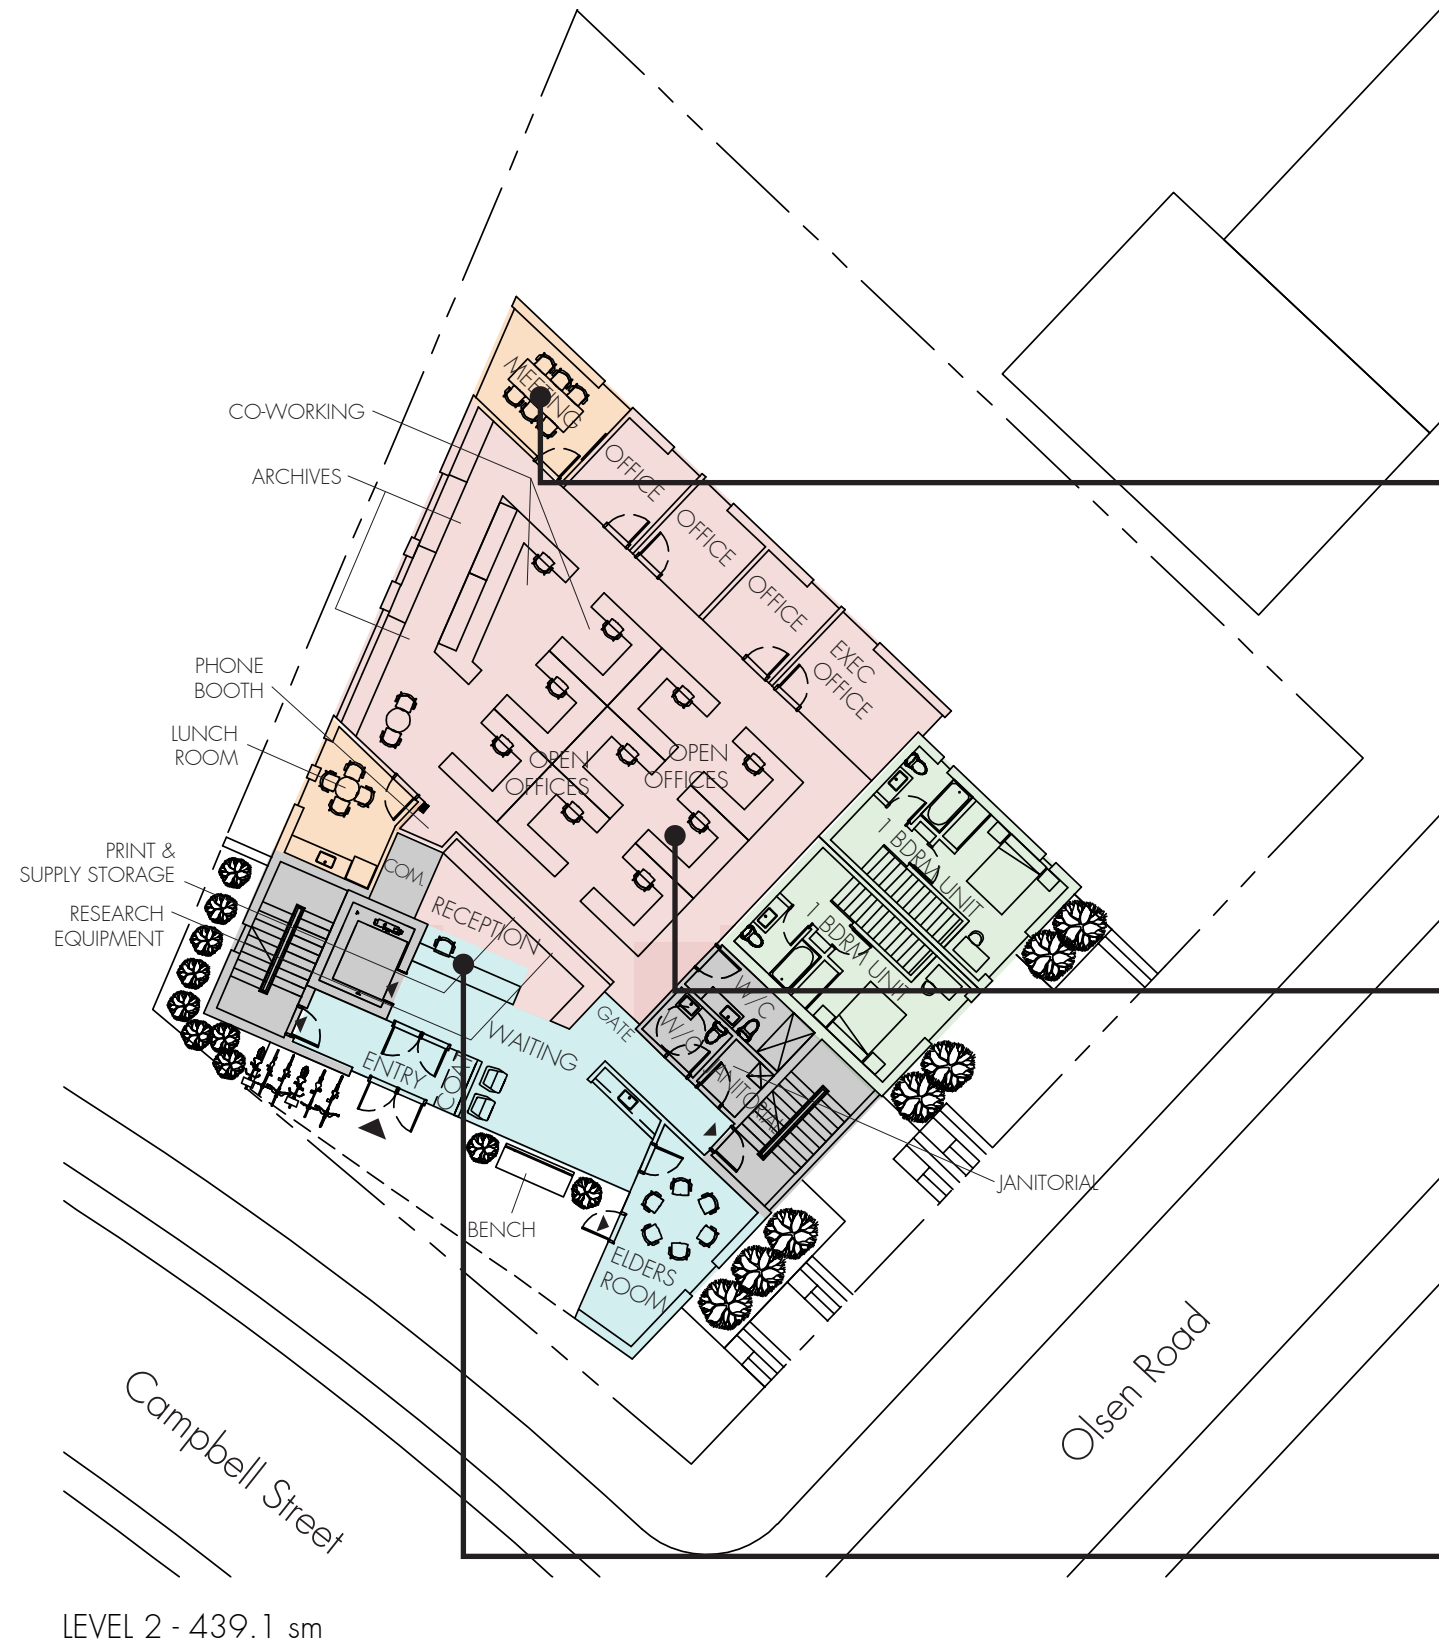 MEETING
CO-WORKING
OFFICE
ARCHIVES
OFFICE
OFFICE
EXEC
OFFICE
PHONE
BOOTH
LUNCH
ROOM
OPEN
OFFICES
OPEN
OFFICES
1 BDRM UNIT
PRINT &
SUPPLY STORAGE
COM.
RESEARCH
EQUIPMENT
RECEPTION
1 BDRM UNIT
W/C
W/C
GATE
WAITING
ENTRY
JANITORIAL
JANITORIAL
BENCH
ELDERS
ROOM
Olsen Road
Campbell Street
LEVEL 2 - 439.1 sm